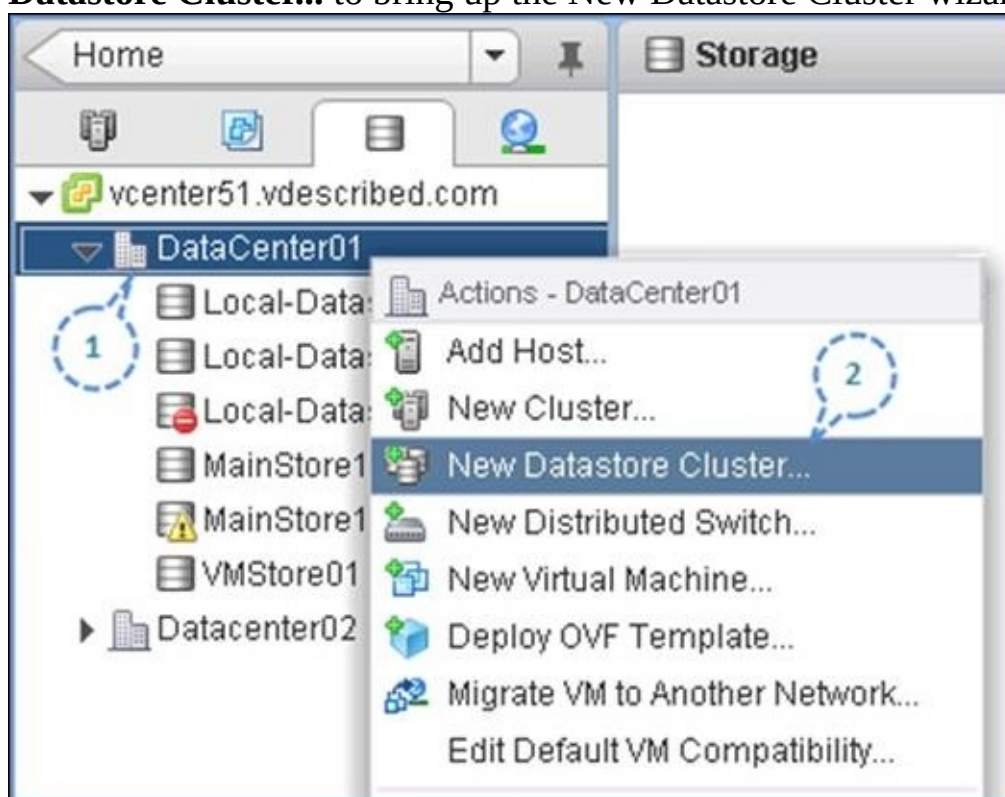 Datastore Cluster... to bring up the New Datastore Cluster wizar
Home
Storage
vcenter51.vdescribed.com
DataCenter01
Local-Data
Local-Data
Local-Data
MainStore1
MainStore1
VMStore01
Datacenter02
1
Actions - DataCenter01
Add Host...
New Cluster...
2
New Datastore Cluster...
New Distributed Switch...
New Virtual Machine...
Deploy OVF Template...
Migrate VM to Another Network...
Edit Default VM Compatibility...